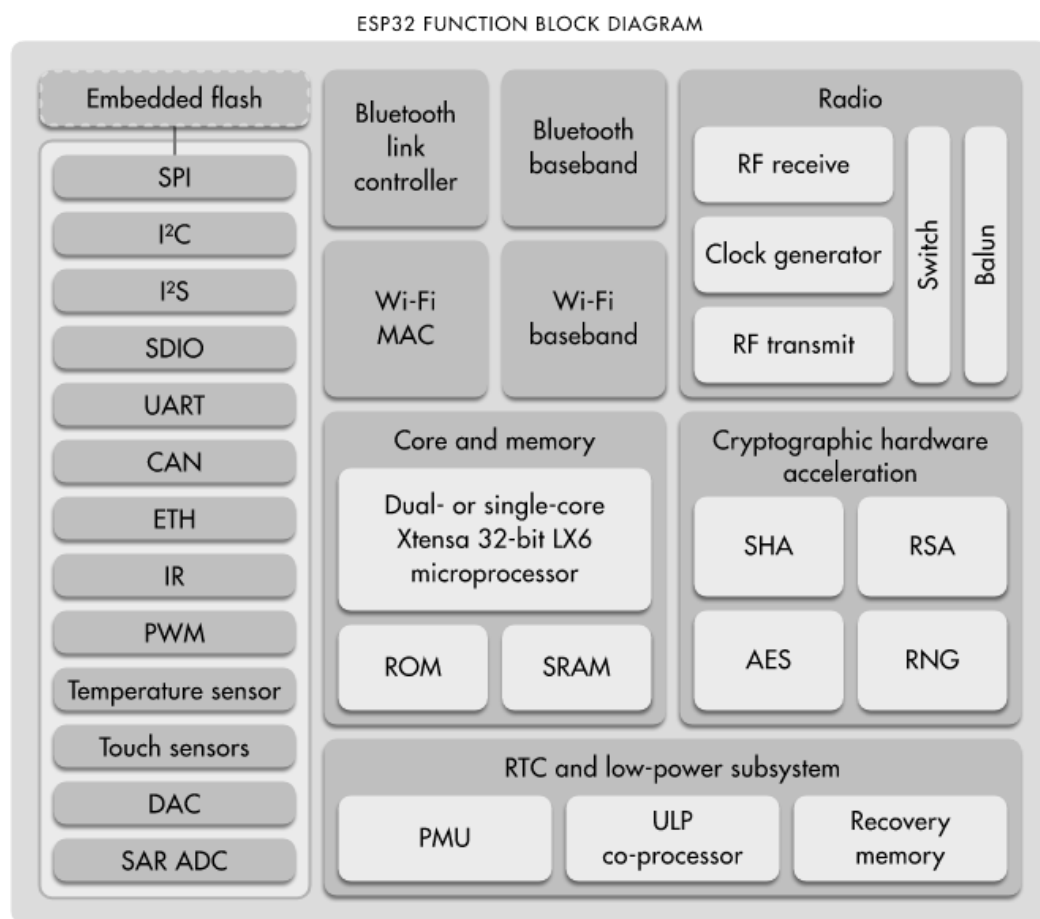 ESP32 FUNCTION BLOCK DIAGRAM
Embedded flash
SPI
I²C
I²S
SDIO
UART
CAN
ETH
IR
PWM
Temperature sensor
Touch sensors
DAC
SAR ADC
Bluetooth
link
controller
Bluetooth
baseband
Wi-Fi
MAC
Wi-Fi
baseband
Radio
RF receive
Clock generator
RF transmit
Switch
Balun
Core and memory
Dual- or single-core
Xtensa 32-bit LX6
microprocessor
ROM
SRAM
Cryptographic hardware
acceleration
SHA
RSA
AES
RNG
RTC and low-power subsystem
PMU
ULP
co-processor
Recovery
memory